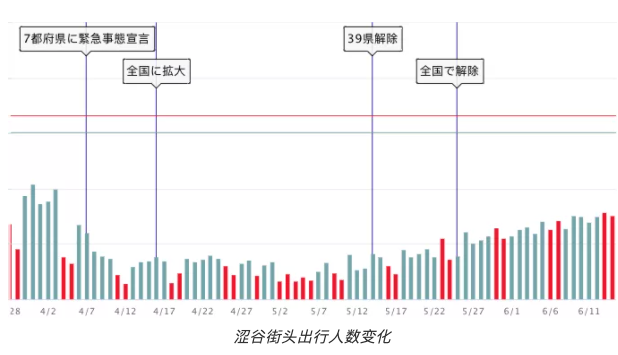 7都府県に緊急事態宣言
39県解除
全国に拡大
全国で解除
28 4/2 4/7 4/12 4/17 4/22 4/27 5/2 5/7 5/12 5/17 5/22 5/27 6/1 6/6 6/11
涩谷街头出行人数变化